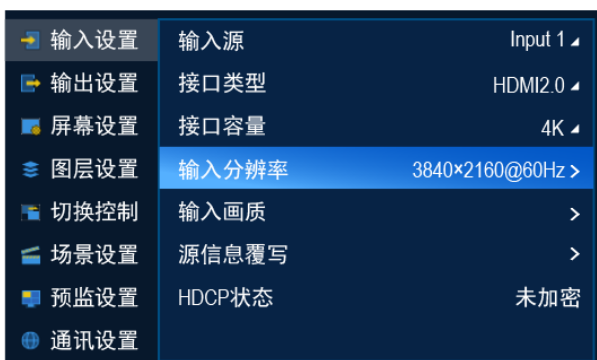 输入设置 输入源 Input 1
输出设置 接口类型 HDMI2.0
屏幕设置 接口容量 4K
图层设置 输入分辨率 3840×2160@60Hz >
切换控制 输入画质 >
场景设置 源信息覆写 >
预监设置 HDCP状态 未加密
通讯设置